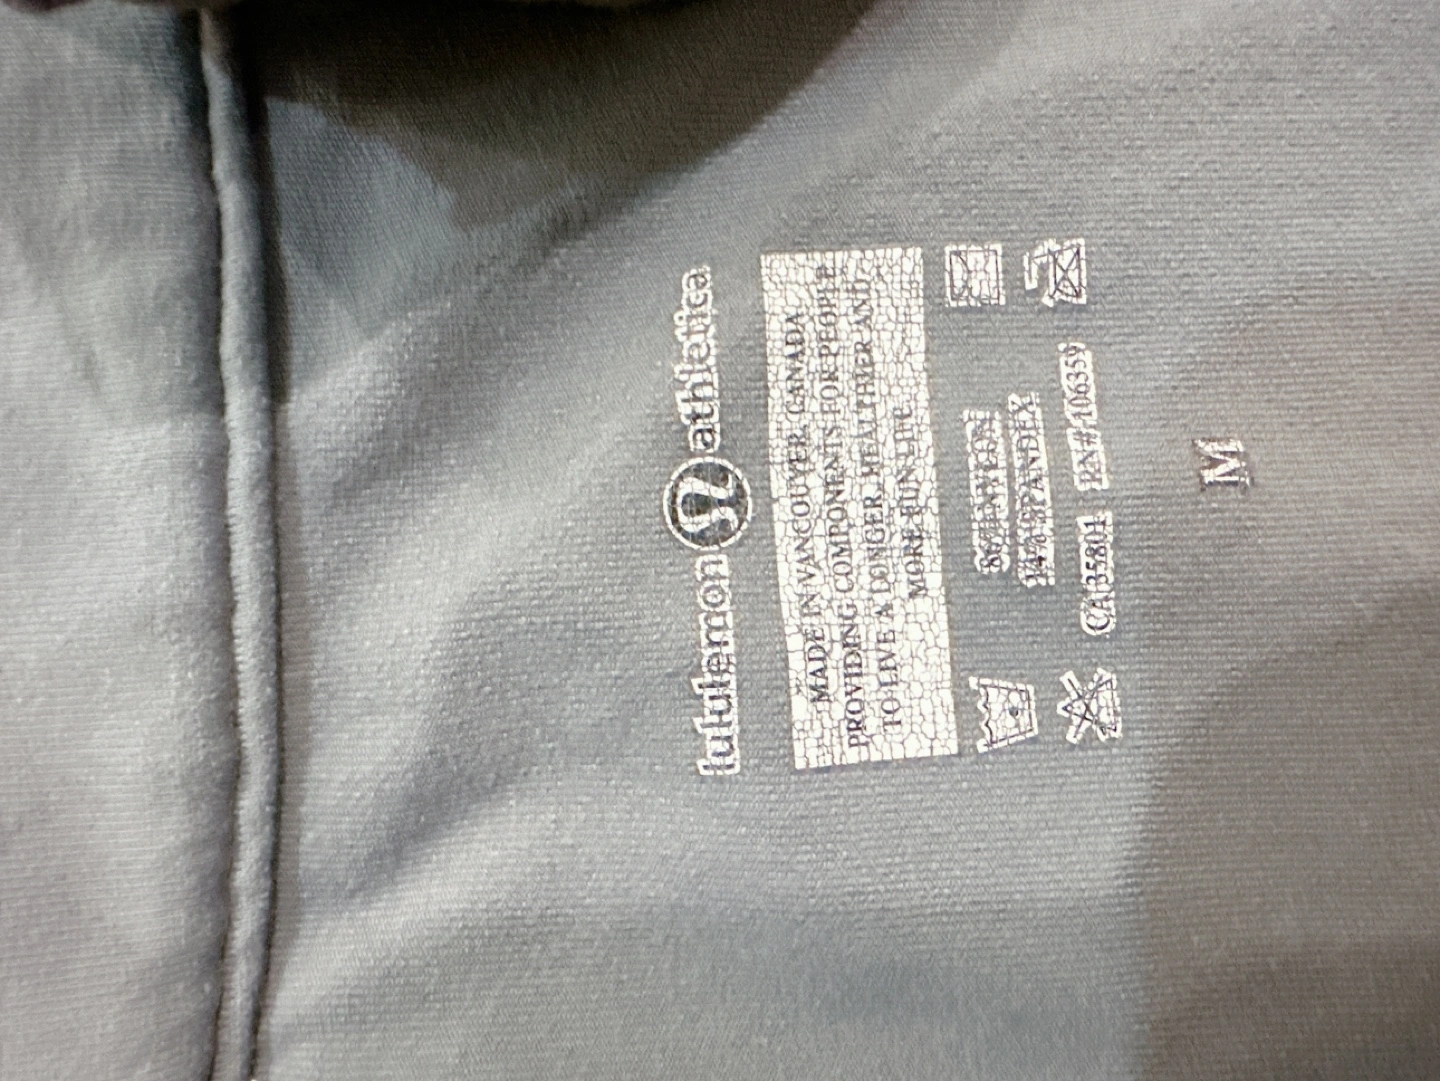 lululemon athletica
MADE IN VANCOUVER CANADA
PROVIDING COMPONENTS FOR PEOPLE
TO LIVE A LONGER, HEALTHIER AND
MORE FUN LIFE
86% NYLON
14% SPANDEX
CA 35801 RN# 106359
M